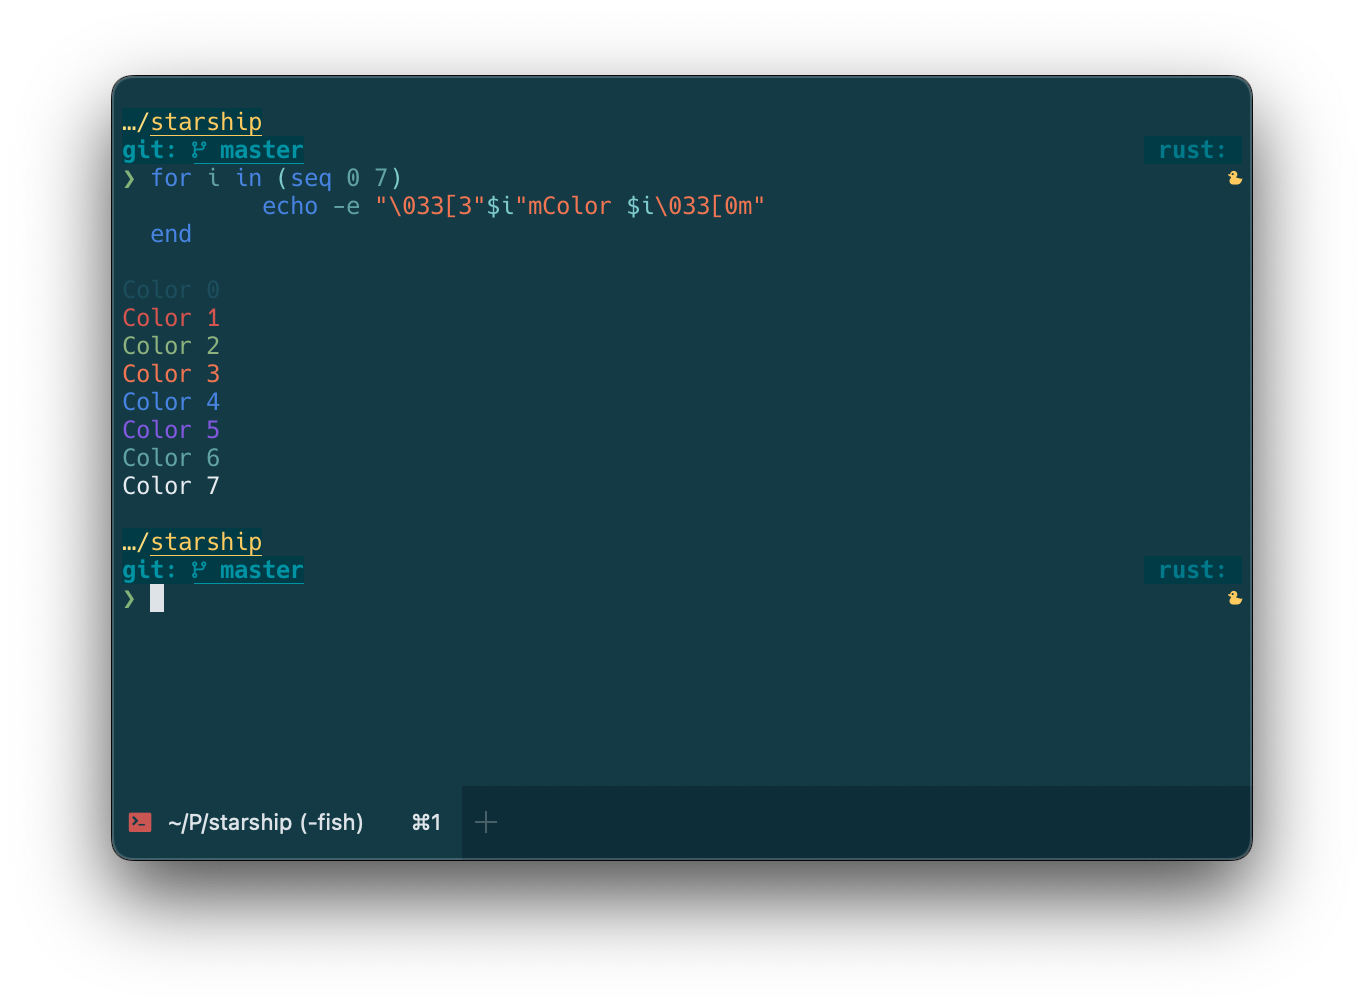 …/starship
git: master rust:
❯ for i in (seq 0 7)
echo -e "\033[3"$i"mColor $i\033[0m"
end
Color 0
Color 1
Color 2
Color 3
Color 4
Color 5
Color 6
Color 7
…/starship
git: master rust:
❯
~/P/starship (-fish) ⌘1